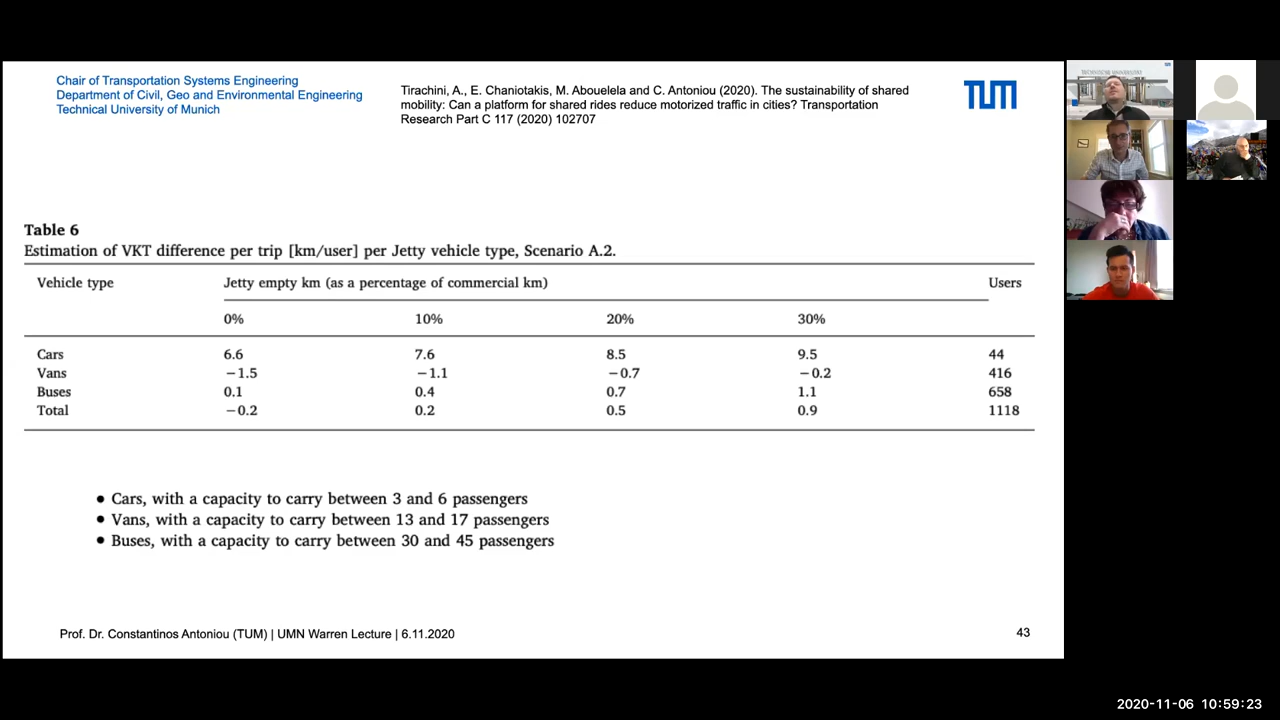 Chair of Transportation Systems Engineering
Department of Civil, Geo and Environmental Engineering
Technical University of Munich
Tirachini, A., E. Chaniotakis, M. Abouelela and C. Antoniou (2020). The sustainability of shared
mobility: Can a platform for shared rides reduce motorized traffic in cities? Transportation
Research Part C 117 (2020) 102707
TUM
Table 6
Estimation of VKT difference per trip [km/user] per Jetty vehicle type, Scenario A.2.
Vehicle type Jetty empty km (as a percentage of commercial km) Users
0% 10% 20% 30%
Cars 6.6 7.6 8.5 9.5 44
Vans −1.5 −1.1 −0.7 −0.2 416
Buses 0.1 0.4 0.7 1.1 658
Total −0.2 0.2 0.5 0.9 1118
• Cars, with a capacity to carry between 3 and 6 passengers
• Vans, with a capacity to carry between 13 and 17 passengers
• Buses, with a capacity to carry between 30 and 45 passengers
Prof. Dr. Constantinos Antoniou (TUM) | UMN Warren Lecture | 6.11.2020
43
2020-11-06 10:59:23